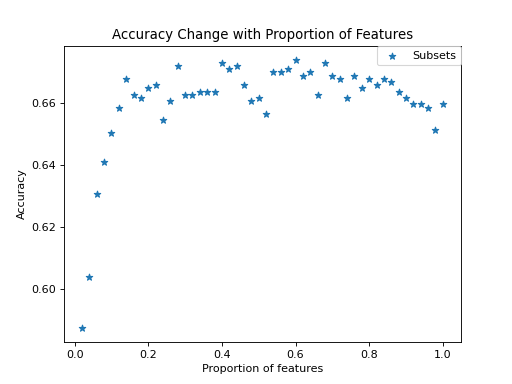 Accuracy Change with Proportion of Features
Subsets
Accuracy
0.66
0.64
0.62
0.60
0.0 0.2 0.4 0.6 0.8 1.0
Proportion of features